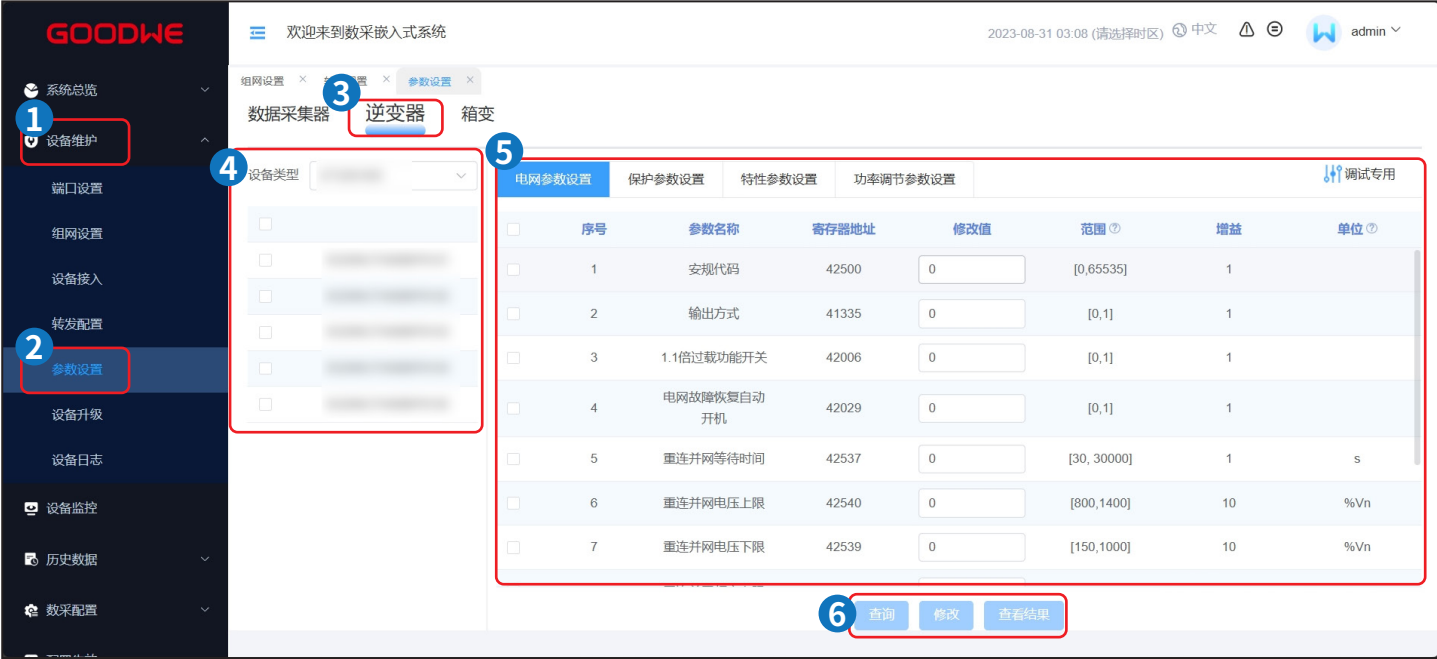 GOODWE
欢迎来到数采嵌入式系统
2023-08-31 03:08 (请选择时区) 中文 admin
系统总览
1
设备维护
端口设置
组网设置
设备接入
转发配置
2
参数设置
设备升级
设备日志
设备监控
历史数据
数采配置
组网设置 × 置 × 参数设置 ×
3
数据采集器 逆变器 箱变
4
设备类型
5
电网参数设置 保护参数设置 特性参数设置 功率调节参数设置 调试专用
序号 参数名称 寄存器地址 修改值 范围 增益 单位
1 安规代码 42500 0 [0,65535] 1
2 输出方式 41335 0 [0,1] 1
3 1.1倍过载功能开关 42006 0 [0,1] 1
4 电网故障恢复自动 42029 0 [0,1] 1
开机
5 重连并网等待时间 42537 0 [30, 30000] 1 s
6 重连并网电压上限 42540 0 [800,1400] 10 %Vn
7 重连并网电压下限 42539 0 [150,1000] 10 %Vn
6
查询 修改 查看结果